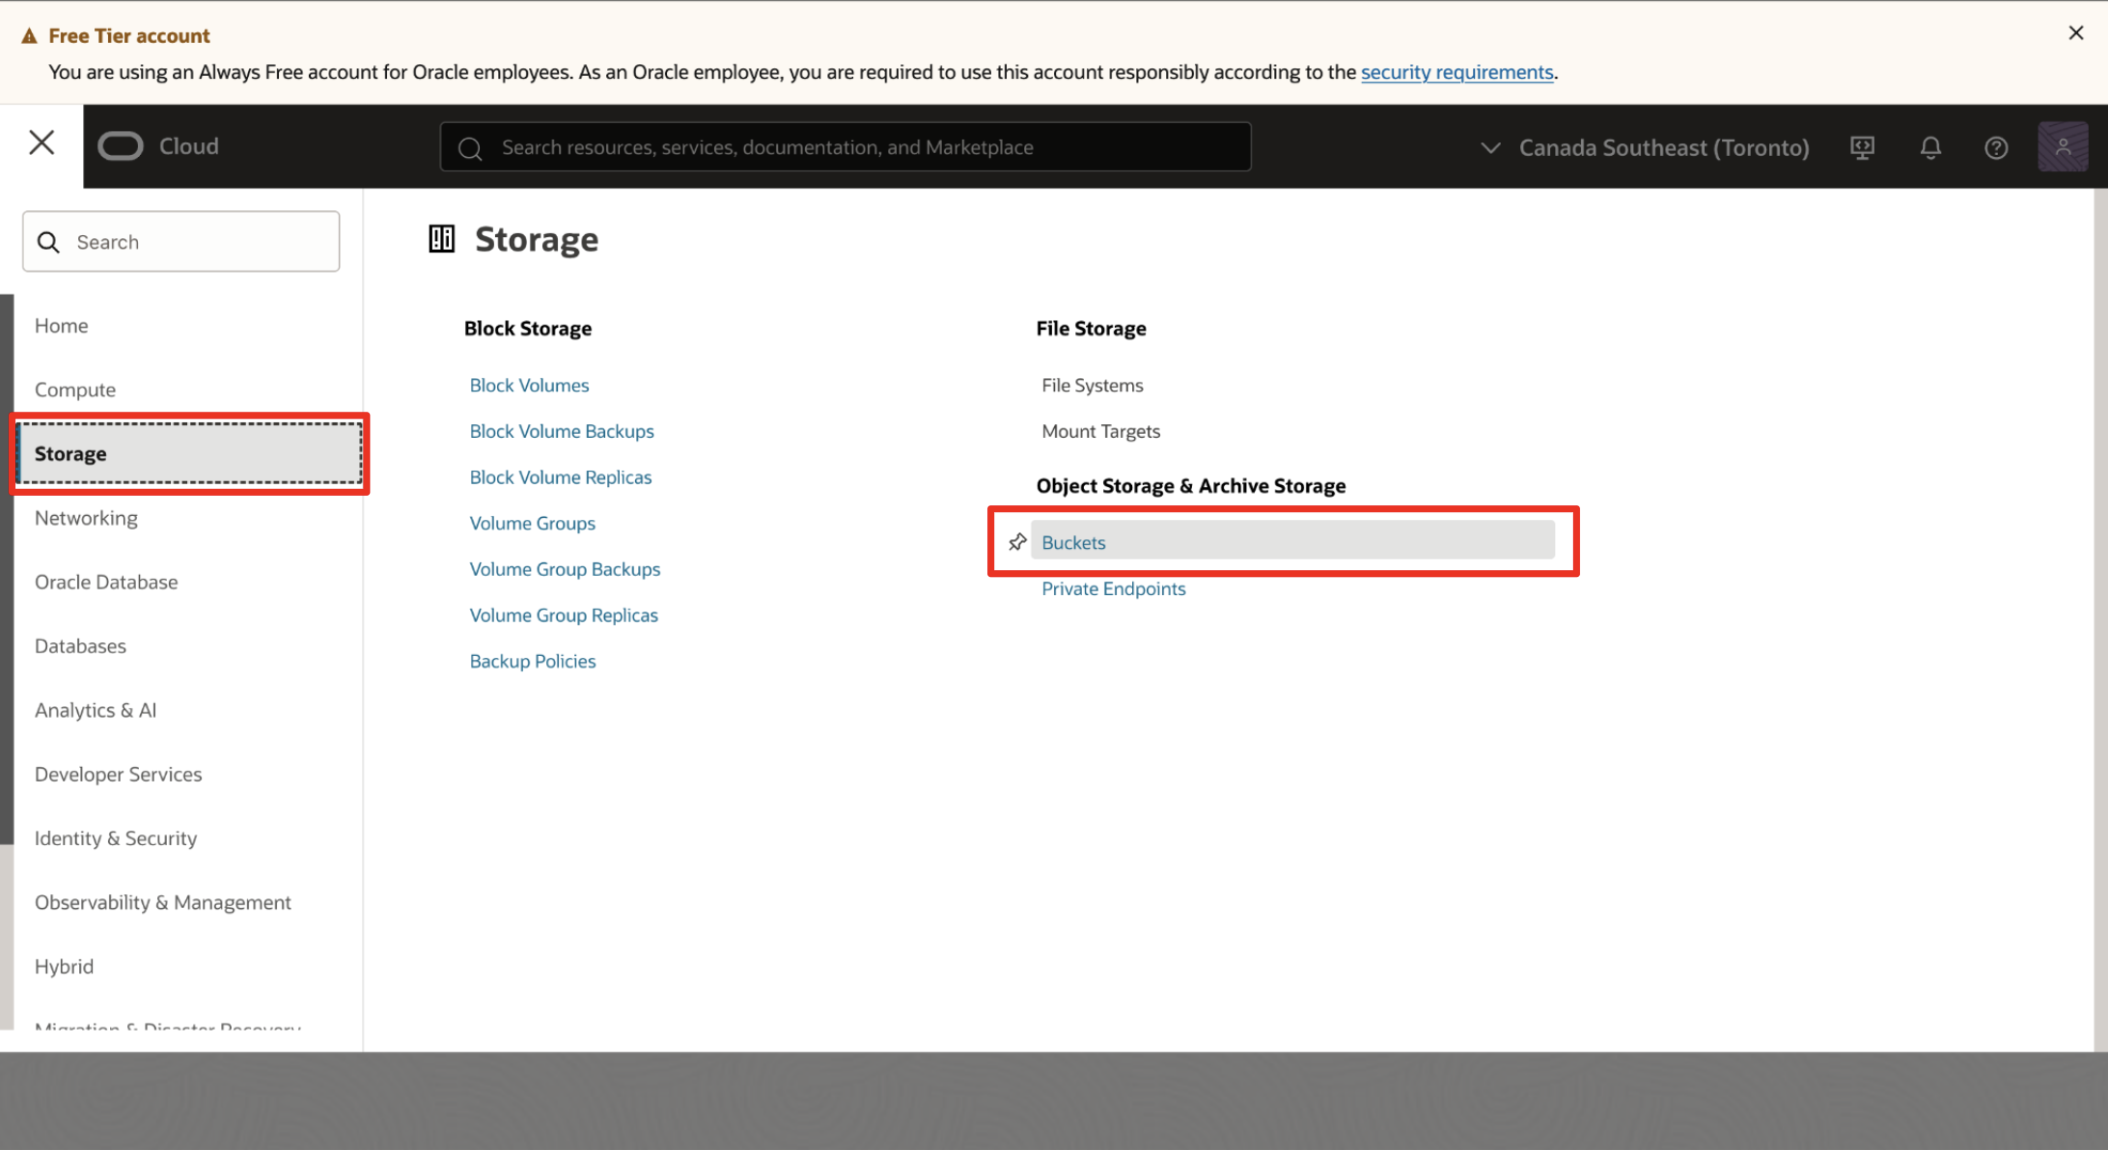 Free Tier account
You are using an Always Free account for Oracle employees. As an Oracle employee, you are required to use this account responsibly according to the security requirements.
Cloud
Search resources, services, documentation, and Marketplace
Canada Southeast (Toronto)
Search
Home
Compute
Storage
Networking
Oracle Database
Databases
Analytics & AI
Developer Services
Identity & Security
Observability & Management
Hybrid
Migration & Disaster Recovery
Storage
Block Storage
Block Volumes
Block Volume Backups
Block Volume Replicas
Volume Groups
Volume Group Backups
Volume Group Replicas
Backup Policies
File Storage
File Systems
Mount Targets
Object Storage & Archive Storage
Buckets
Private Endpoints